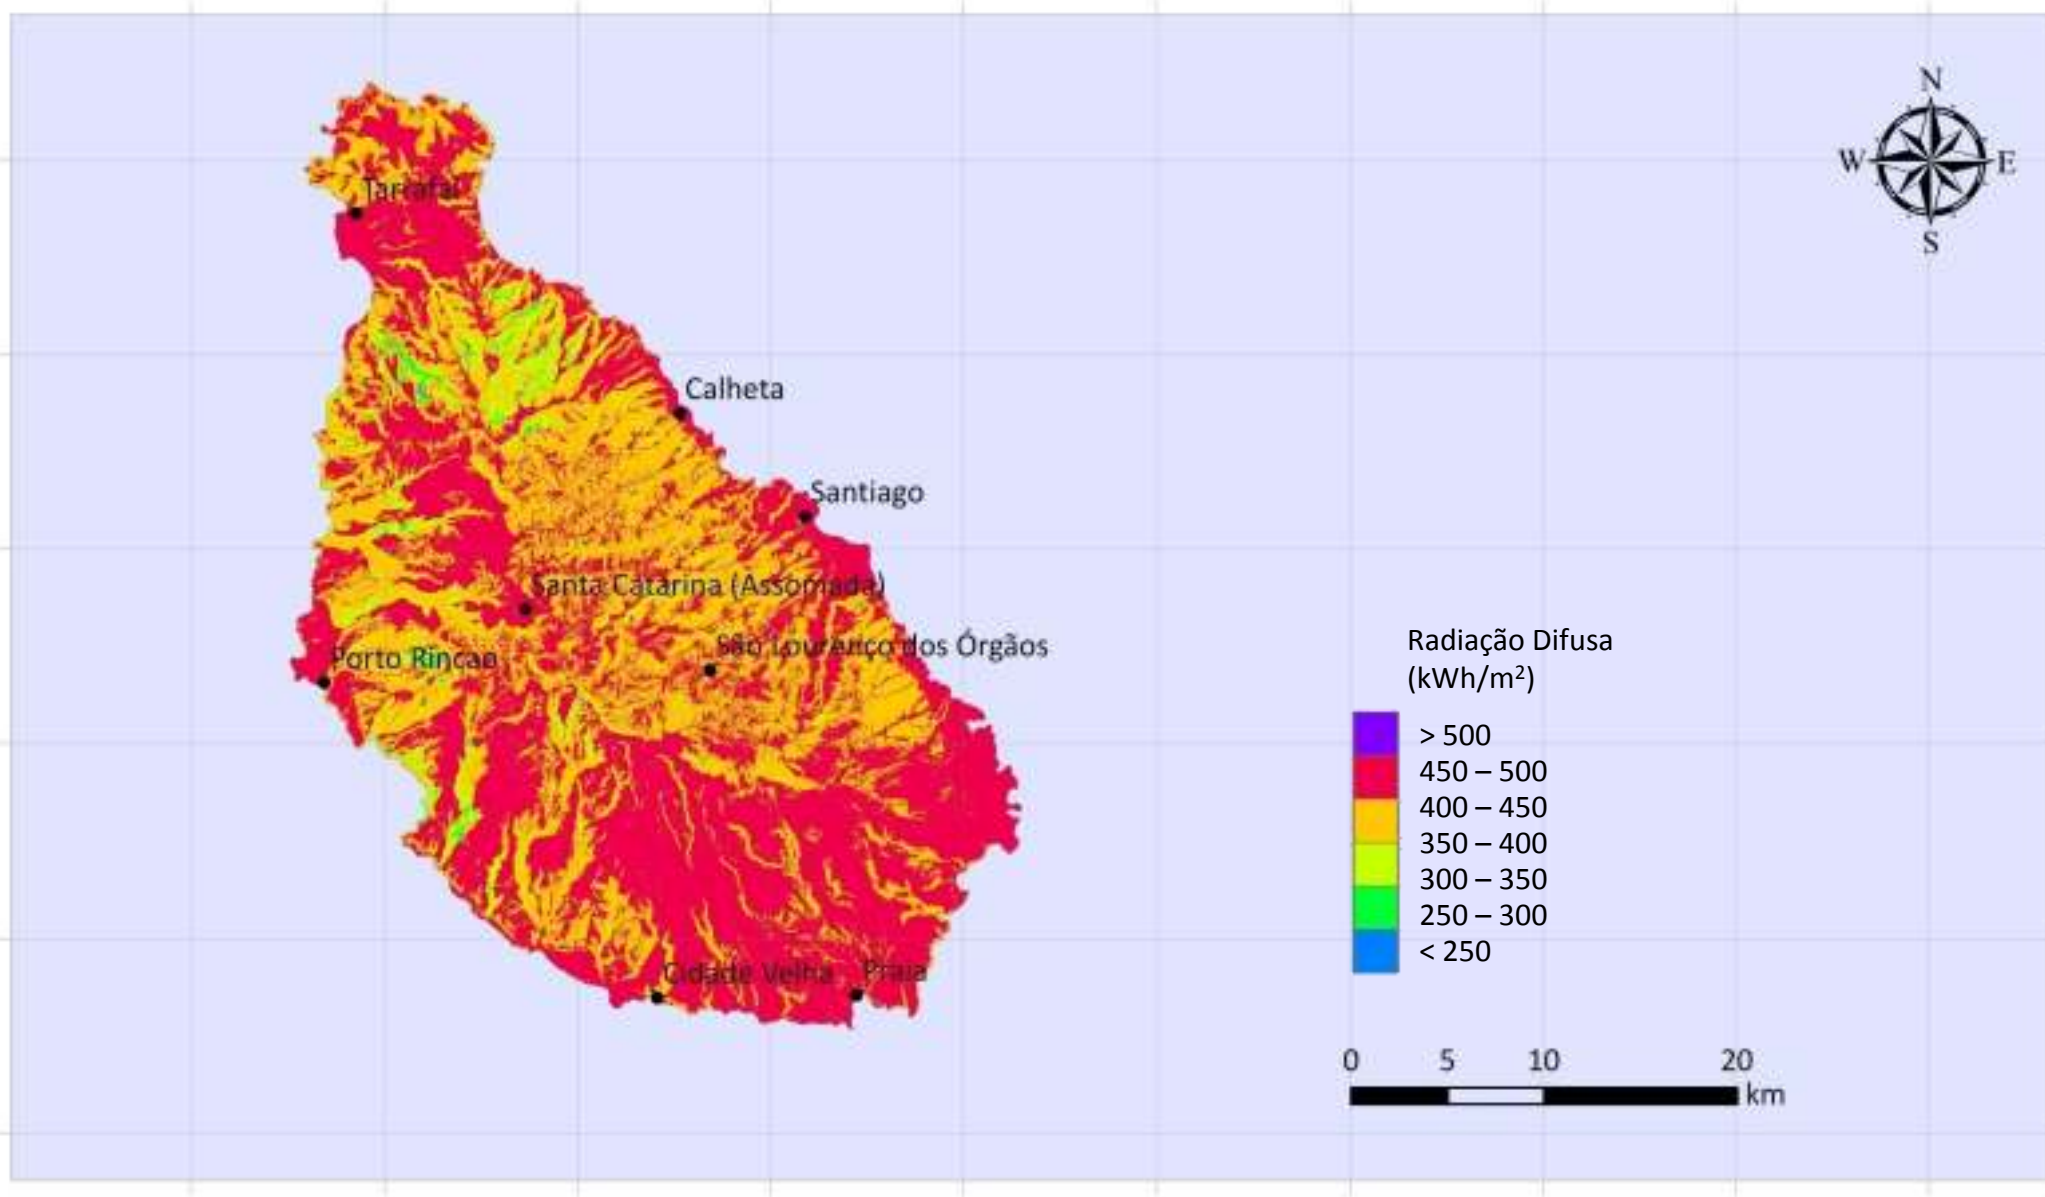 N
W
E
S
Tarrafal
Calheta
Santiago
Santa Catarina (Assomada)
São Lourenço dos Órgãos
Porto Rincao
Cidade Velha
Praia
Radiação Difusa
(kWh/m²)
> 500
450 – 500
400 – 450
350 – 400
300 – 350
250 – 300
< 250
0 5 10 20
km